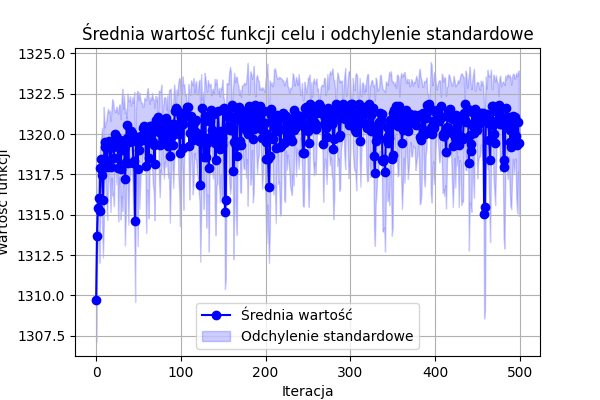 Średnia wartość funkcji celu i odchylenie standardowe
1325.0
1322.5
1320.0
1317.5
1315.0
1312.5
1310.0
1307.5
Wartość funkcji
Średnia wartość
Odchylenie standardowe
0 100 200 300 400 500
Iteracja